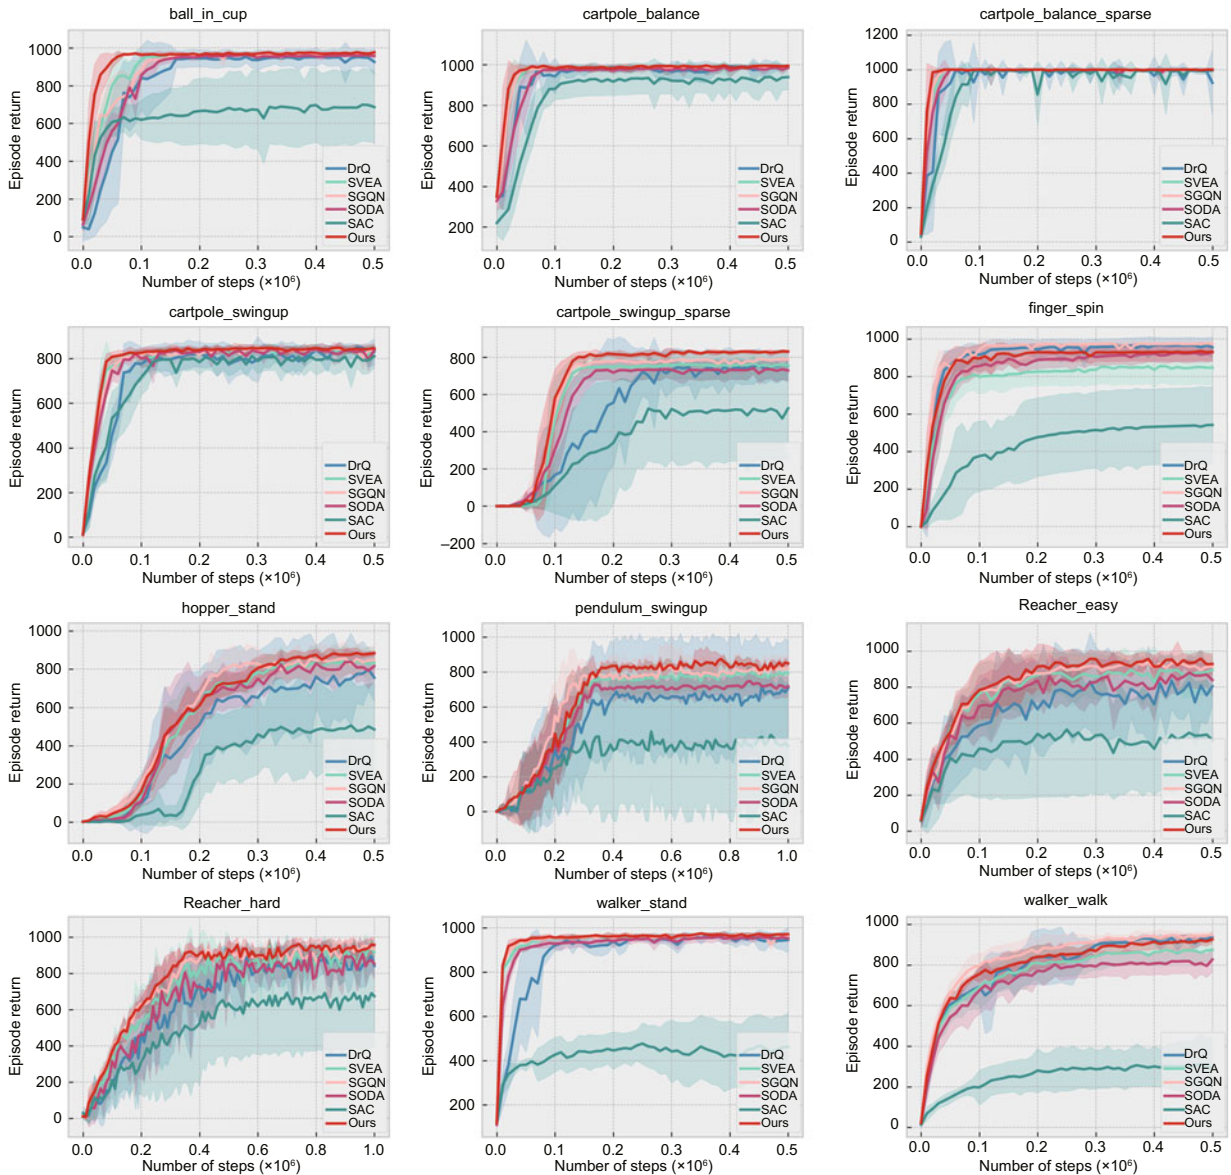 ball_in_cup
1000
800
600
400
200
0
Episode return
DrQ
SVEA
SGQN
SODA
SAC
Ours
0.0 0.1 0.2 0.3 0.4 0.5
Number of steps (×10⁶)
cartpole_balance
1000
800
600
400
200
Episode return
DrQ
SVEA
SGQN
SODA
SAC
Ours
0.0 0.1 0.2 0.3 0.4 0.5
Number of steps (×10⁶)
cartpole_balance_sparse
1200
1000
800
600
400
200
0
Episode return
DrQ
SVEA
SGQN
SODA
SAC
Ours
0.0 0.1 0.2 0.3 0.4 0.5
Number of steps (×10⁶)
cartpole_swingup
800
600
400
200
0
Episode return
DrQ
SVEA
SGQN
SODA
SAC
Ours
0.0 0.1 0.2 0.3 0.4 0.5
Number of steps (×10⁶)
cartpole_swingup_sparse
800
600
400
200
0
–200
Episode return
DrQ
SVEA
SGQN
SODA
SAC
Ours
0.0 0.1 0.2 0.3 0.4 0.5
Number of steps (×10⁶)
finger_spin
1000
800
600
400
200
0
Episode return
DrQ
SVEA
SGQN
SODA
SAC
Ours
0.0 0.1 0.2 0.3 0.4 0.5
Number of steps (×10⁶)
hopper_stand
1000
800
600
400
200
0
Episode return
DrQ
SVEA
SGQN
SODA
SAC
Ours
0.0 0.1 0.2 0.3 0.4 0.5
Number of steps (×10⁶)
pendulum_swingup
1000
800
600
400
200
0
Episode return
DrQ
SVEA
SGQN
SODA
SAC
Ours
0.0 0.2 0.4 0.6 0.8 1.0
Number of steps (×10⁶)
Reacher_easy
1000
800
600
400
200
0
Episode return
DrQ
SVEA
SGQN
SODA
SAC
Ours
0.0 0.1 0.2 0.3 0.4 0.5
Number of steps (×10⁶)
Reacher_hard
1000
800
600
400
200
0
Episode return
DrQ
SVEA
SGQN
SODA
SAC
Ours
0.0 0.2 0.4 0.6 0.8 1.0
Number of steps (×10⁶)
walker_stand
1000
800
600
400
200
Episode return
DrQ
SVEA
SGQN
SODA
SAC
Ours
0.0 0.1 0.2 0.3 0.4 0.5
Number of steps (×10⁶)
walker_walk
1000
800
600
400
200
0
Episode return
DrQ
SVEA
SGQN
SODA
SAC
Ours
0.0 0.1 0.2 0.3 0.4 0.5
Number of steps (×10⁶)